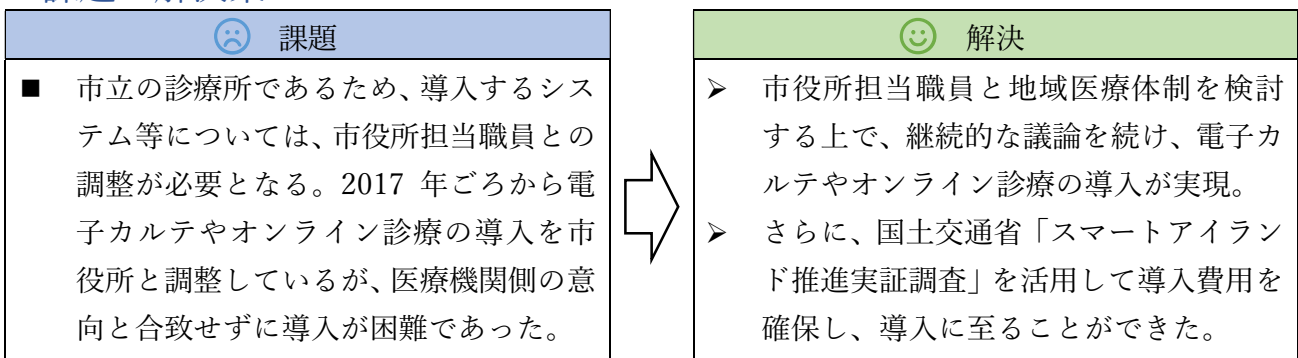 課題
■ 市立の診療所であるため、導入するシス
テム等については、市役所担当職員との
調整が必要となる。2017 年ごろから電
子カルテやオンライン診療の導入を市
役所と調整しているが、医療機関側の意
向と合致せずに導入が困難であった。
解決
➢ 市役所担当職員と地域医療体制を検討
する上で、継続的な議論を続け、電子カ
ルテやオンライン診療の導入が実現。
➢ さらに、国土交通省「スマートアイラン
ド推進実証調査」を活用して導入費用を
確保し、導入に至ることができた。